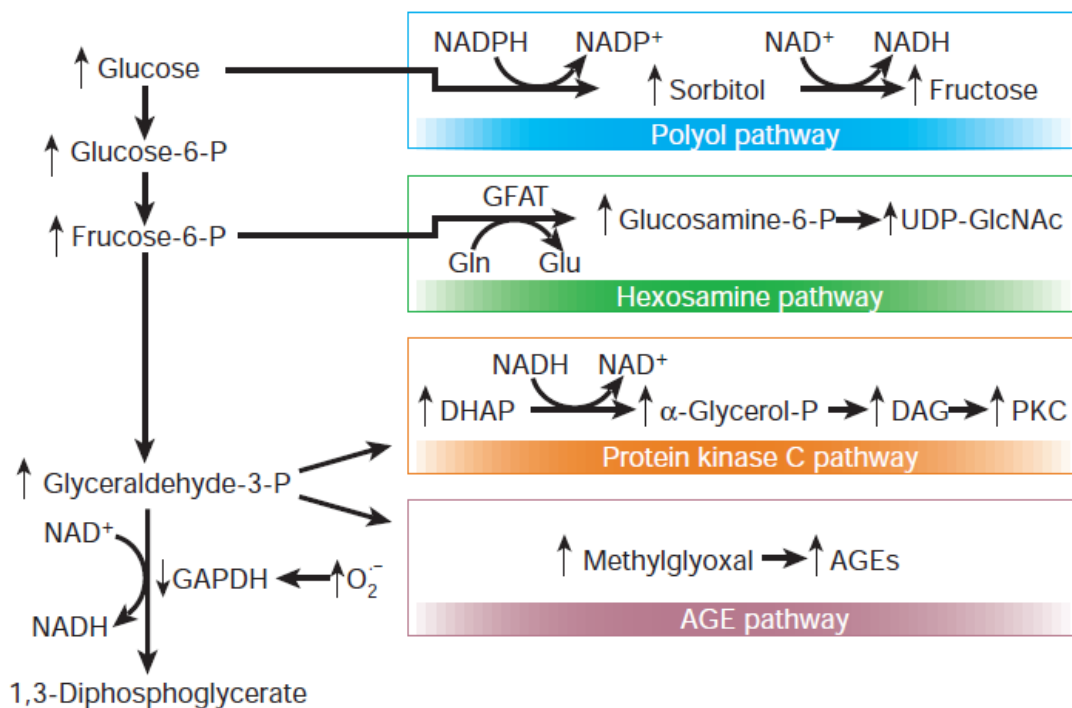 ↑ Glucose
↑ Glucose-6-P
↑ Frucose-6-P
↑ Glyceraldehyde-3-P
NAD⁺
↓ GAPDH ← ↑ O₂·⁻
NADH
1,3-Diphosphoglycerate
NADPH NADP⁺ NAD⁺ NADH
↑ Sorbitol ↑ Fructose
Polyol pathway
GFAT
↑ Glucosamine-6-P → ↑ UDP-GlcNAc
Gln Glu
Hexosamine pathway
NADH NAD⁺
↑ DHAP → ↑ α-Glycerol-P → ↑ DAG → ↑ PKC
Protein kinase C pathway
↑ Methylglyoxal → ↑ AGEs
AGE pathway